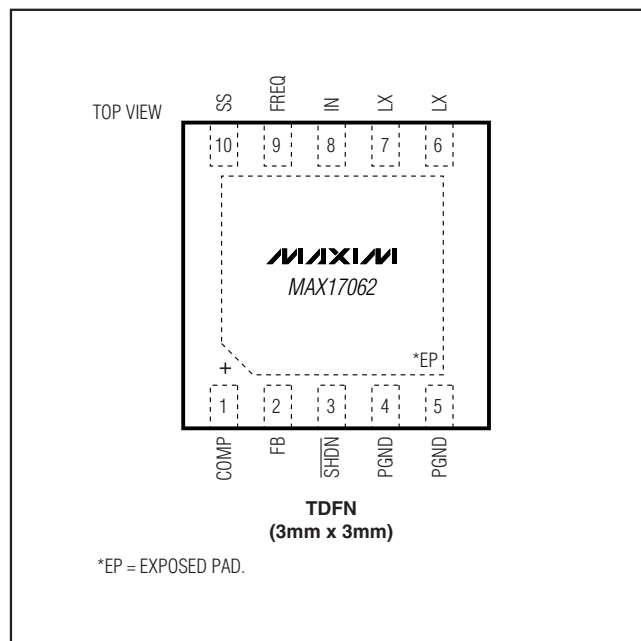 TOP VIEW
SS FREQ IN LX LX
10 9 8 7 6
MAXIM
MAX17062
*EP
+
1 2 3 4 5
COMP FB SHDN PGND PGND
TDFN
(3mm x 3mm)
*EP = EXPOSED PAD.